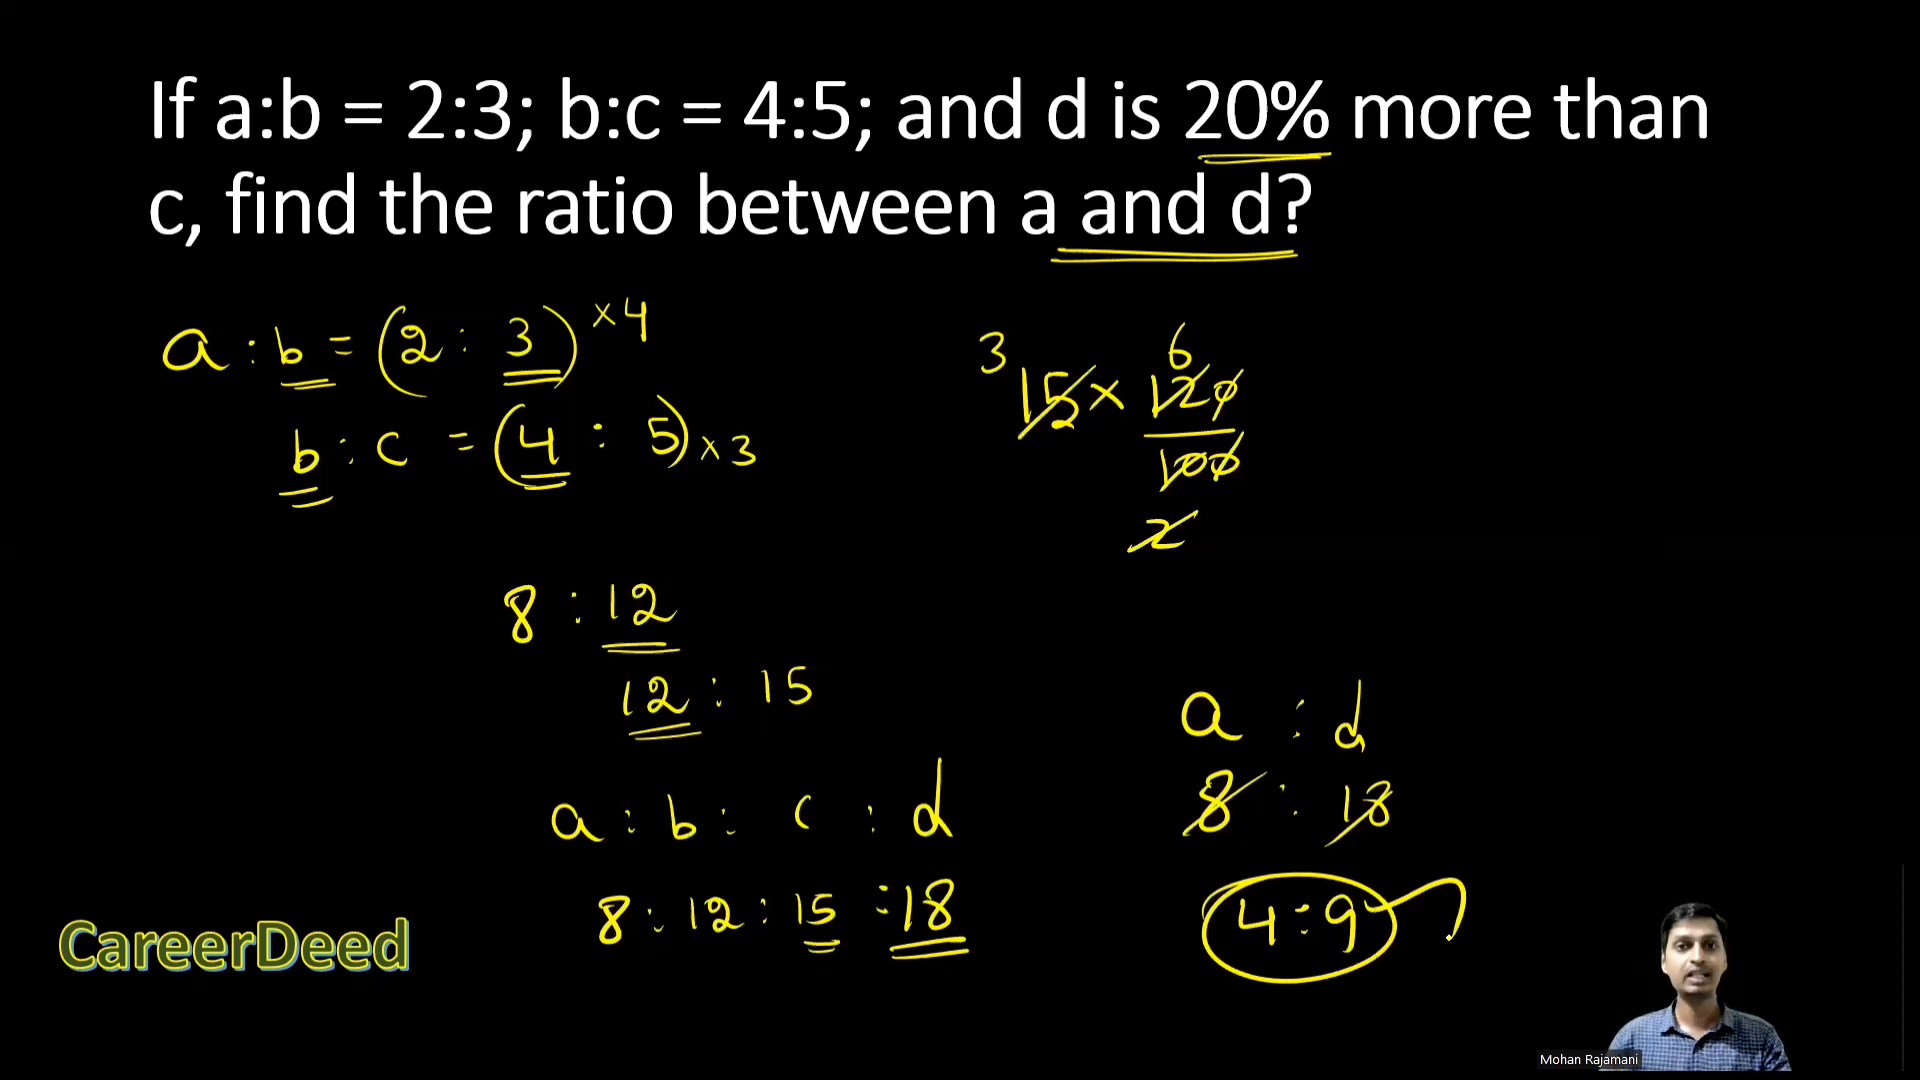 If a:b = 2:3; b:c = 4:5; and d is 20% more than
c, find the ratio between a and d?
a : b = (2 : 3) × 4
b : c = (4 : 5) × 3
3 15 × 120 6
100
2
8 : 12
12 : 15
a : b : c : d
8 : 12 : 15 : 18
a : d
8 : 18
4 : 9
CareerDeed
Mohan Rajamani